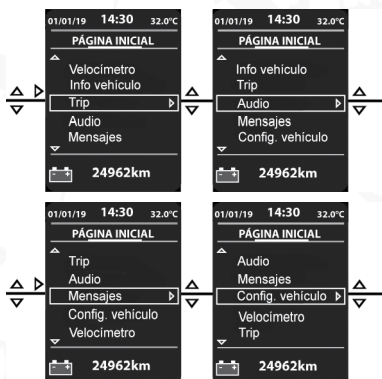 01/01/19 14:30 32.0°C
PÁGINA INICIAL
Velocímetro
Info vehículo
Trip
Audio
Mensajes
24962km
01/01/19 14:30 32.0°C
PÁGINA INICIAL
Info vehículo
Trip
Audio
Mensajes
Config. vehículo
24962km
01/01/19 14:30 32.0°C
PÁGINA INICIAL
Trip
Audio
Mensajes
Config. vehículo
Velocímetro
24962km
01/01/19 14:30 32.0°C
PÁGINA INICIAL
Audio
Mensajes
Config. vehículo
Velocímetro
Trip
24962km